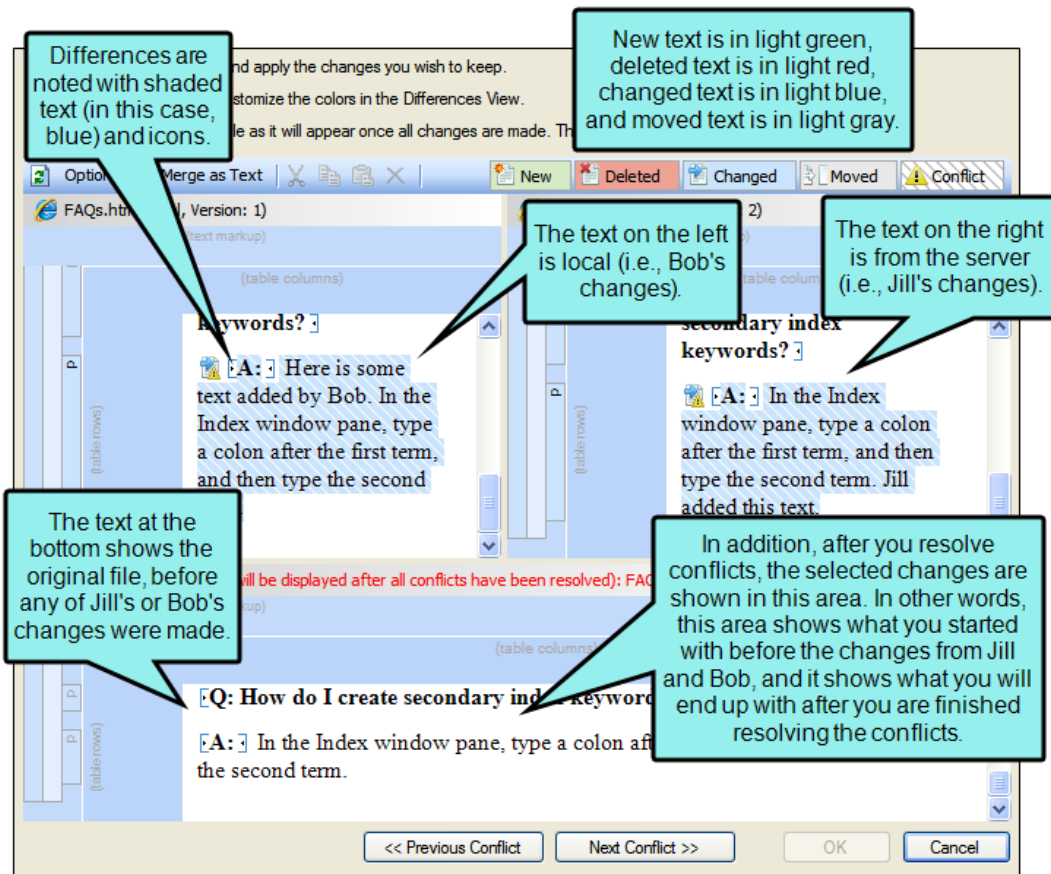 Differences are
noted with shaded
text (in this case,
blue) and icons.
New text is in light green,
deleted text is in light red,
changed text is in light blue,
and moved text is in light gray.
nd apply the changes you wish to keep.
stomize the colors in the Differences View.
le as it will appear once all changes are made. Th
Option Merge as Text New Deleted Changed Moved Conflict
FAQs.htm l, Version: 1) 2)
(text markup)
The text on the left
is local (i.e., Bob's
changes).
The text on the right
is from the server
(i.e., Jill's changes).
(table columns)
table colum
P
(table rows)
keywords?
A: Here is some
text added by Bob. In the
Index window pane, type
a colon after the first term,
and then type the second
P
(table rows)
secondary index
keywords?
A: In the Index
window pane, type a colon
after the first term, and then
type the second term. Jill
added this text.
The text at the
bottom shows the
original file, before
any of Jill's or Bob's
changes were made.
In addition, after you resolve
conflicts, the selected changes are
shown in this area. In other words,
this area shows what you started
with before the changes from Jill
and Bob, and it shows what you will
end up with after you are finished
resolving the conflicts.
will be displayed after all conflicts have been resolved): FAQ
kup)
(table column
P
P
(table rows)
Q: How do I create secondary index keyword
A: In the Index window pane, type a colon aft
the second term.
<< Previous Conflict Next Conflict >> OK Cancel